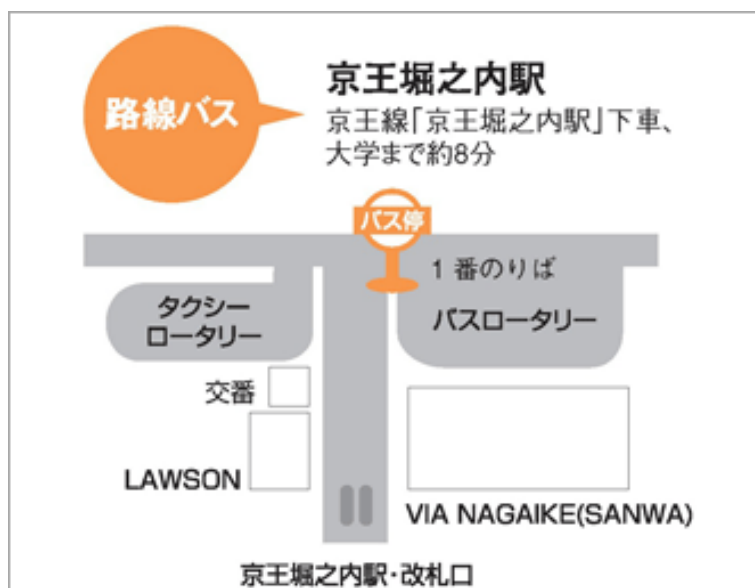 路線バス
京王堀之内駅
京王線「京王堀之内駅」下車、
大学まで約8分
バス停
1番のりば
タクシー
ロータリー
バスロータリー
交番
LAWSON
VIA NAGAIKE(SANWA)
京王堀之内駅・改札口